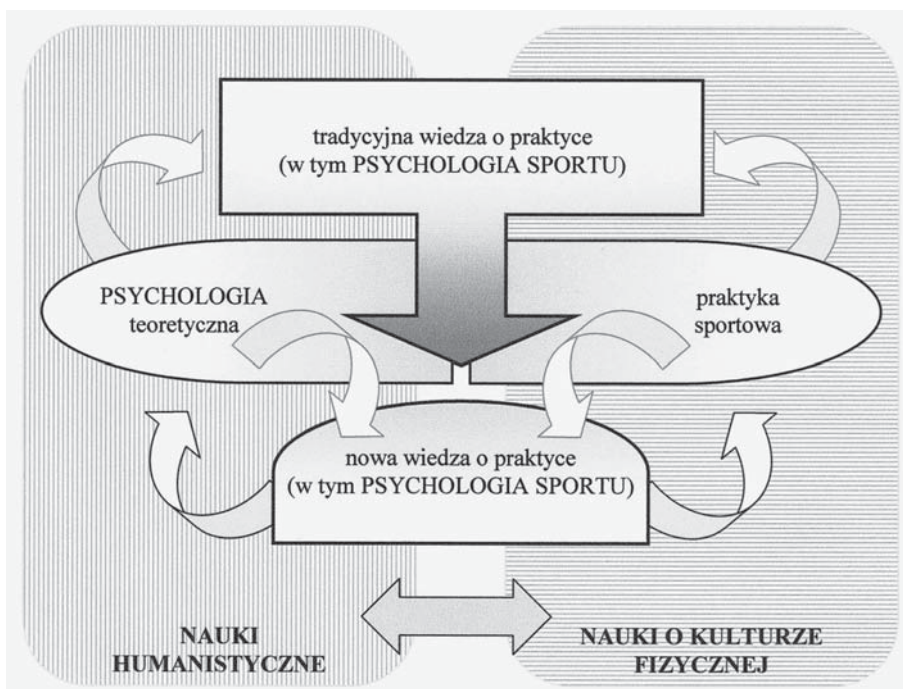 tradycyjna wiedza o praktyce
(w tym PSYCHOLOGIA SPORTU)
PSYCHOLOGIA
teoretyczna
praktyka
sportowa
nowa wiedza o praktyce
(w tym PSYCHOLOGIA SPORTU)
NAUKI
HUMANISTYCZNE
NAUKI O KULTURZE
FIZYCZNEJ